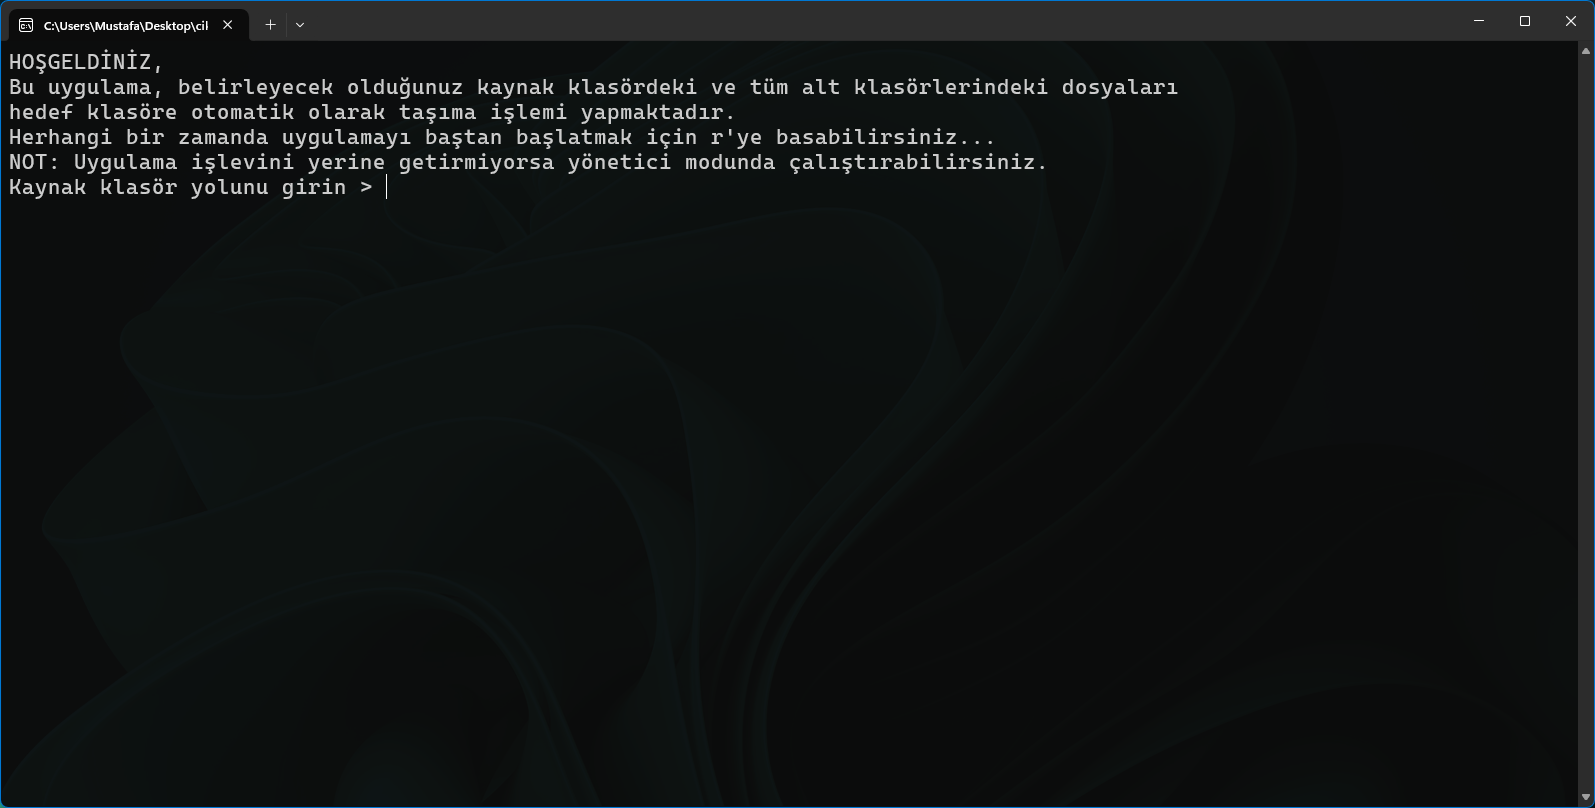 C:\Users\Mustafa\Desktop\cil
HOŞGELDİNİZ,
Bu uygulama, belirleyecek olduğunuz kaynak klasördeki ve tüm alt klasörlerindeki dosyaları
hedef klasöre otomatik olarak taşıma işlemi yapmaktadır.
Herhangi bir zamanda uygulamayı baştan başlatmak için r'ye basabilirsiniz...
NOT: Uygulama işlevini yerine getirmiyorsa yönetici modunda çalıştırabilirsiniz.
Kaynak klasör yolunu girin >